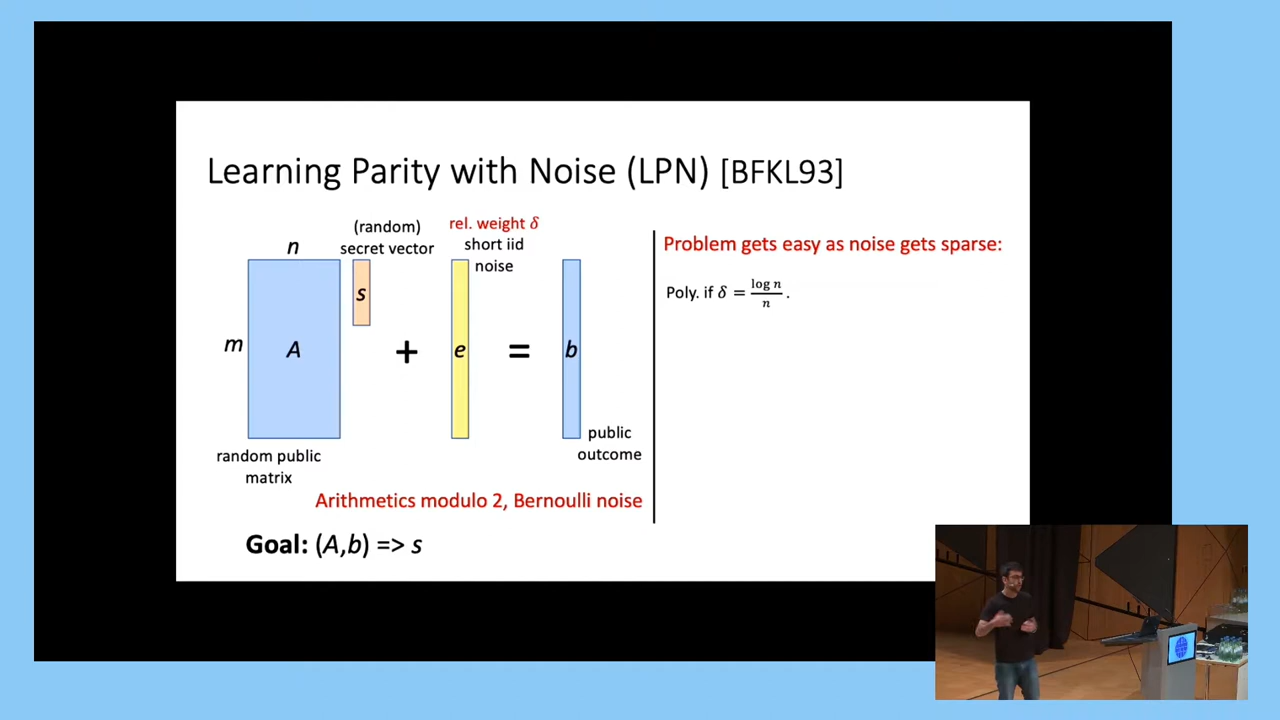 Learning Parity with Noise (LPN) [BFKL93]
n
(random)
secret vector
rel. weight δ
short iid
noise
m
A
s
+
e
=
b
random public
matrix
public
outcome
Arithmetics modulo 2, Bernoulli noise
Goal: (A,b) => s
Problem gets easy as noise gets sparse:
Poly. if δ = log n / n .